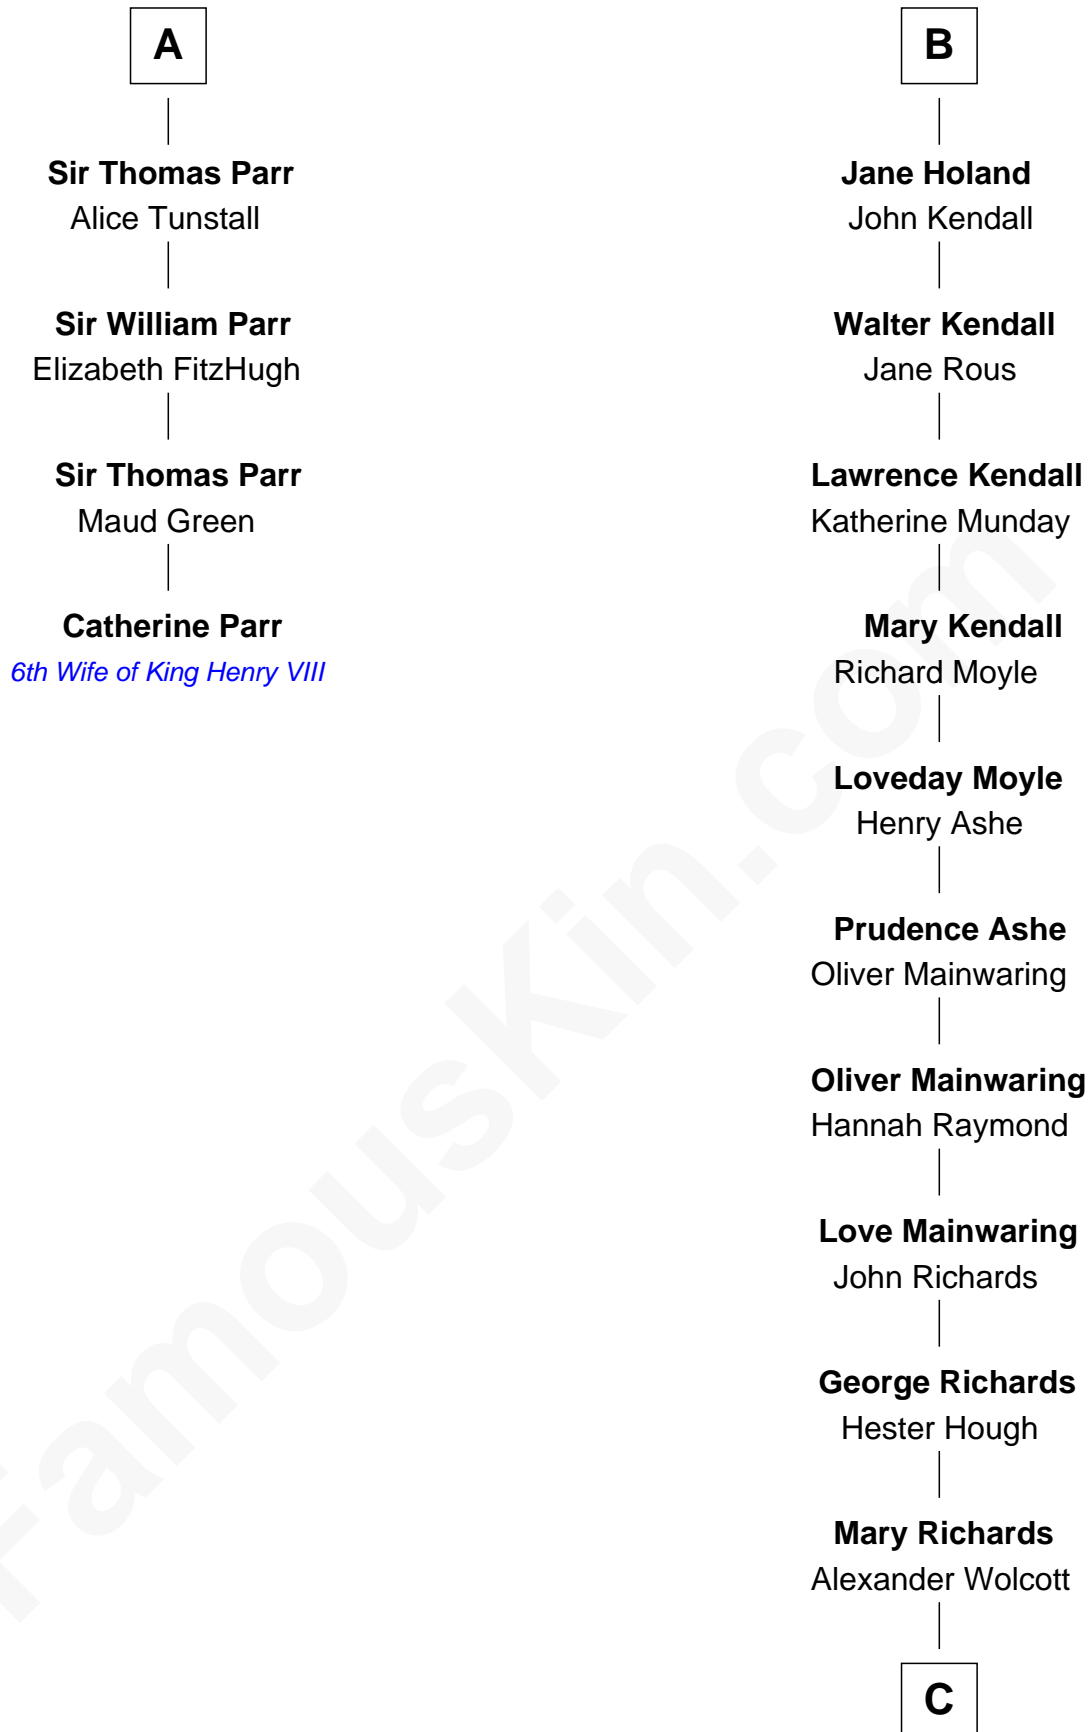 A
Sir Thomas Parr
Alice Tunstall
Sir William Parr
Elizabeth FitzHugh
Sir Thomas Parr
Maud Green
Catherine Parr
6th Wife of King Henry VIII
B
Jane Holand
John Kendall
Walter Kendall
Jane Rous
Lawrence Kendall
Katherine Munday
Mary Kendall
Richard Moyle
Loveday Moyle
Henry Ashe
Prudence Ashe
Oliver Mainwaring
Oliver Mainwaring
Hannah Raymond
Love Mainwaring
John Richards
George Richards
Hester Hough
Mary Richards
Alexander Wolcott
C
FamousKin.com